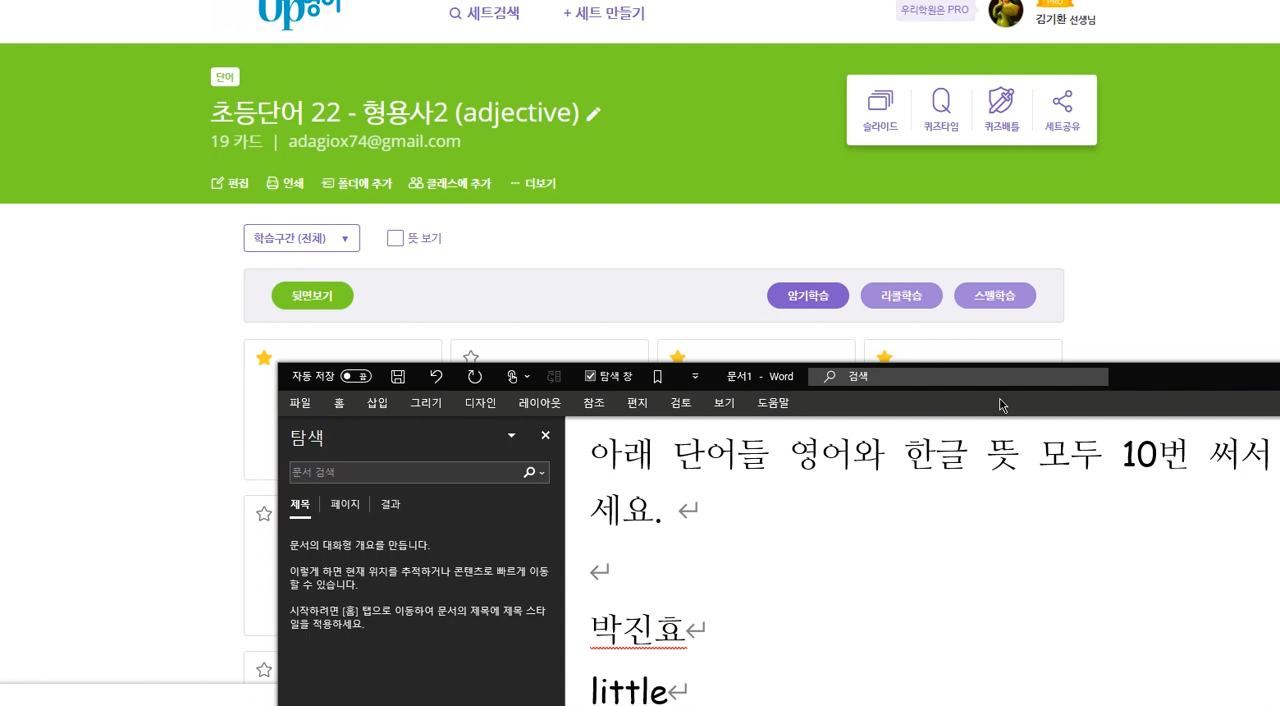 Up
세트검색
+ 세트 만들기
우리학원은 PRO
PRO
김기환 선생님
단어
초등단어 22 - 형용사2 (adjective)
19 카드 | adagiox74@gmail.com
슬라이드
퀴즈타임
퀴즈배틀
세트공유
편집
인쇄
폴더에 추가
클래스에 추가
··· 더보기
학습구간 (전체) ▼
뜻 보기
뒷면보기
암기학습
리콜학습
스펠학습
자동 저장
끔
탐색 창
문서1 - Word
검색
파일 홈 삽입 그리기 디자인 레이아웃 참조 편지 검토 보기 도움말
탐색
문서 검색
제목 페이지 결과
문서의 대화형 개요를 만듭니다.
이렇게 하면 현재 위치를 추적하거나 콘텐츠로 빠르게 이동
할 수 있습니다.
시작하려면 [홈] 탭으로 이동하여 문서의 제목에 제목 스타
일을 적용하세요.
아래 단어들 영어와 한글 뜻 모두 10번 써서
세요.
박진효
little